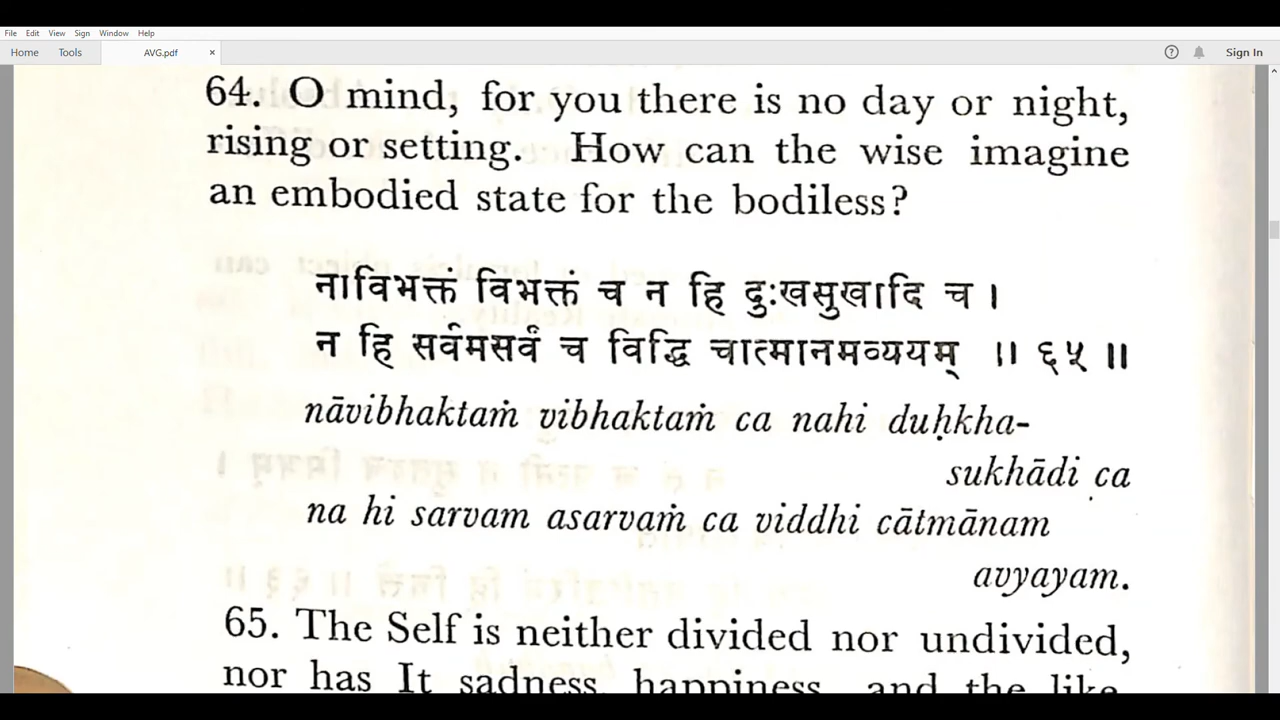 File Edit View Sign Window Help
Home Tools AVG.pdf × Sign In
64. O mind, for you there is no day or night,
rising or setting. How can the wise imagine
an embodied state for the bodiless?
नाविभक्तं विभक्तं च न हि दुःखसुखादि च ।
न हि सर्वमसर्वं च विद्धि चात्मानमव्ययम् ॥ ६५ ॥
nāvibhaktaṁ vibhaktaṁ ca nahi duḥkha-
sukhādi ca
na hi sarvam asarvaṁ ca viddhi cātmānam
avyayam.
65. The Self is neither divided nor undivided,
nor has It sadness, happiness, and the like